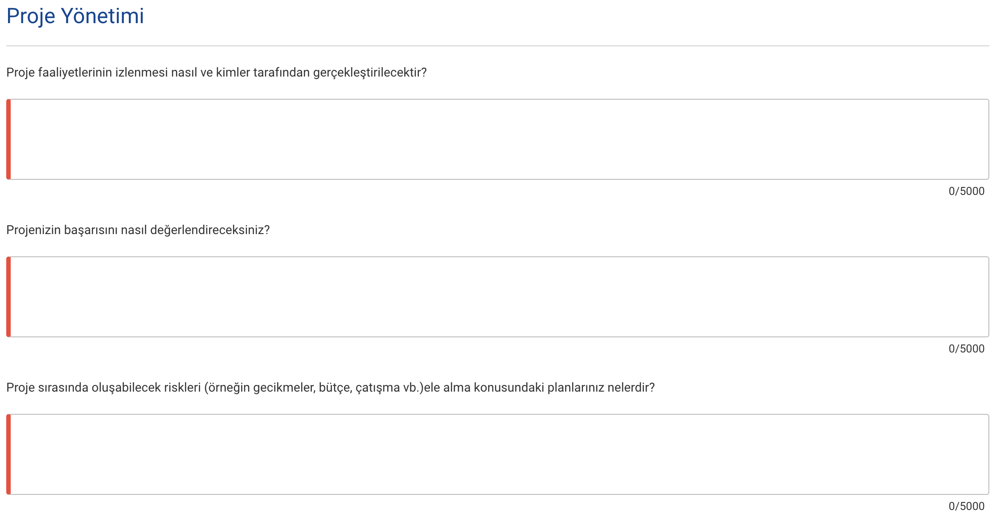 Proje Yönetimi
Proje faaliyetlerinin izlenmesi nasıl ve kimler tarafından gerçekleştirilecektir?
0/5000
Projenizin başarısını nasıl değerlendireceksiniz?
0/5000
Proje sırasında oluşabilecek riskleri (örneğin gecikmeler, bütçe, çatışma vb.)ele alma konusundaki planlarınız nelerdir?
0/5000